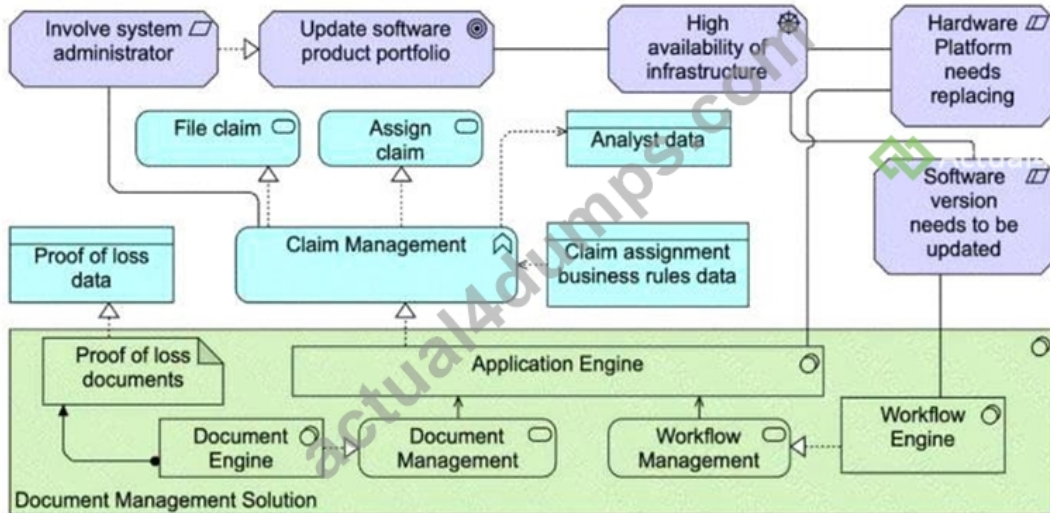 Involve system
administrator
Update software
product portfolio
High
availability of
infrastructure
Hardware
Platform
needs
replacing
File claim
Assign
claim
Analyst data
Software
version
needs to be
updated
Proof of loss
data
Claim Management
Claim assignment
business rules data
Proof of loss
documents
Application Engine
Document
Engine
Document
Management
Workflow
Management
Workflow
Engine
Document Management Solution
actual4dumps.com